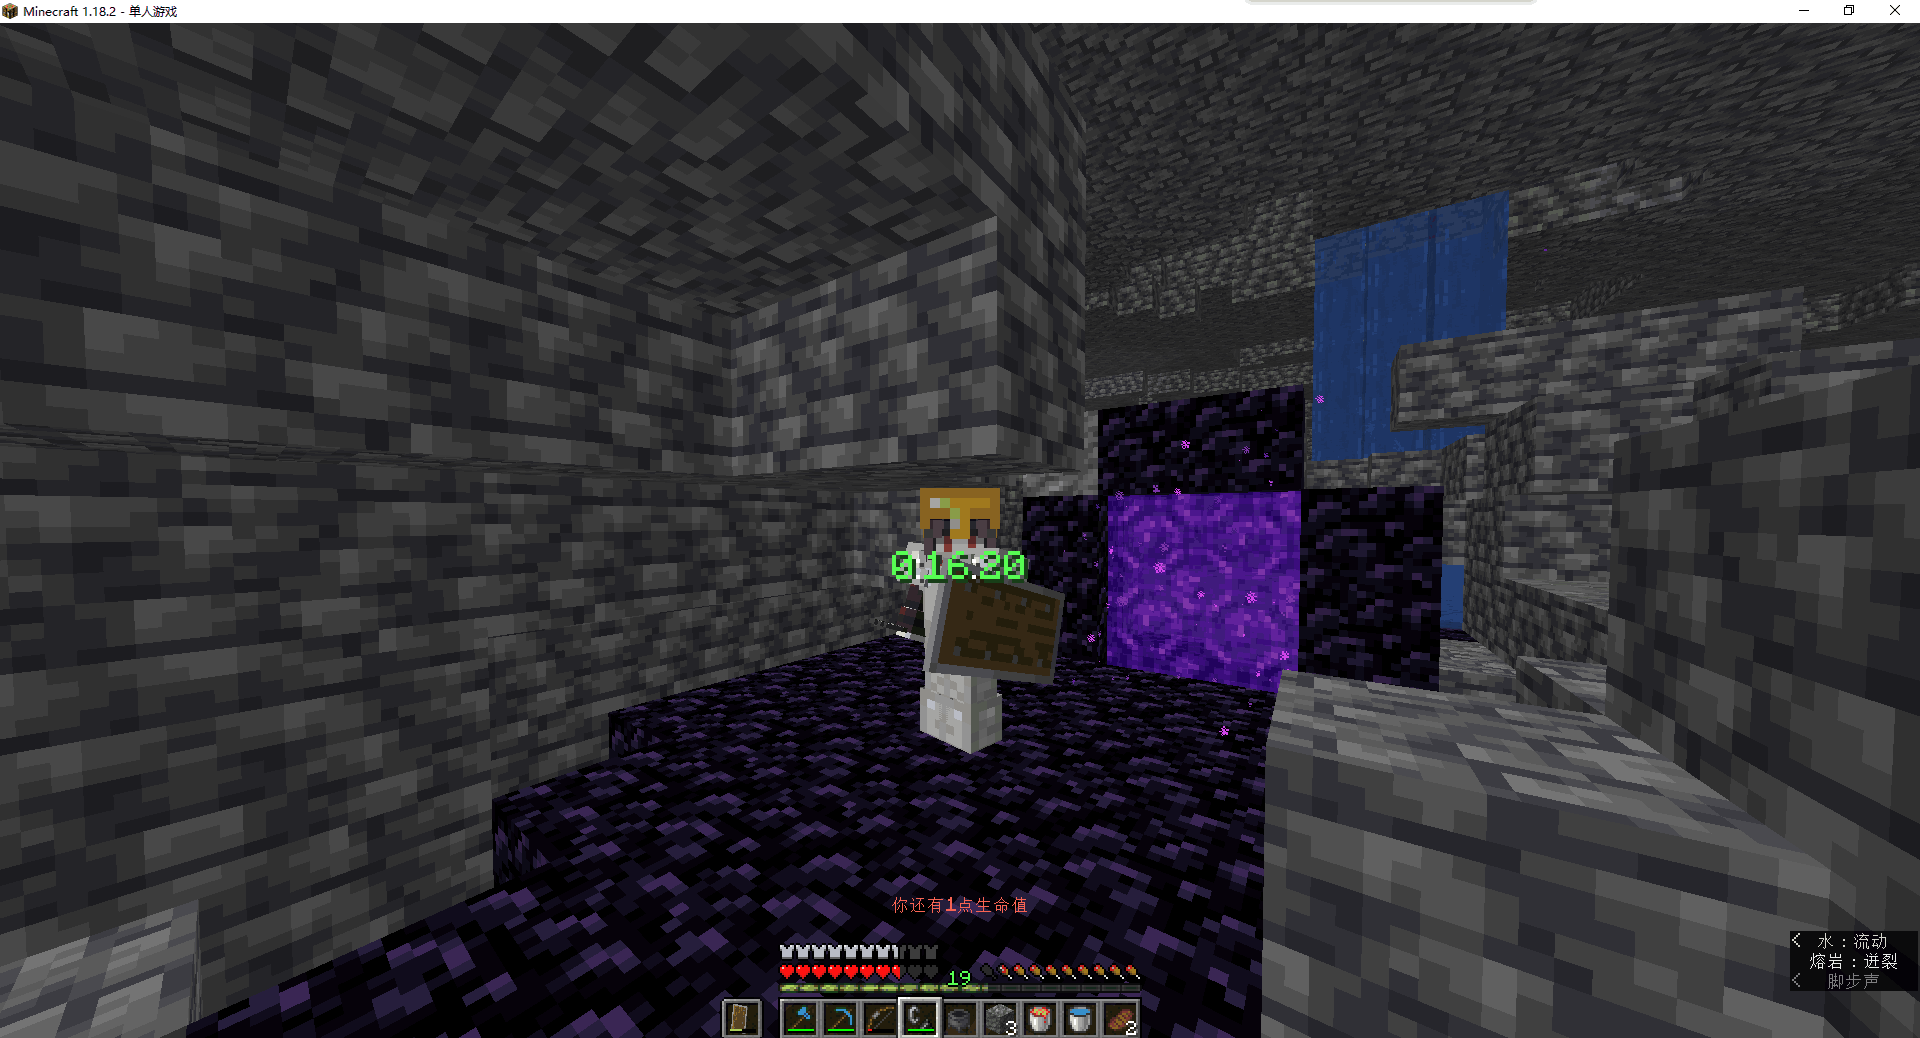 Minecraft 1.18.2 - 单人游戏
0:16:20
你还有1点生命值
19
3
2
< 水：流动
熔岩：迸裂
< 脚步声